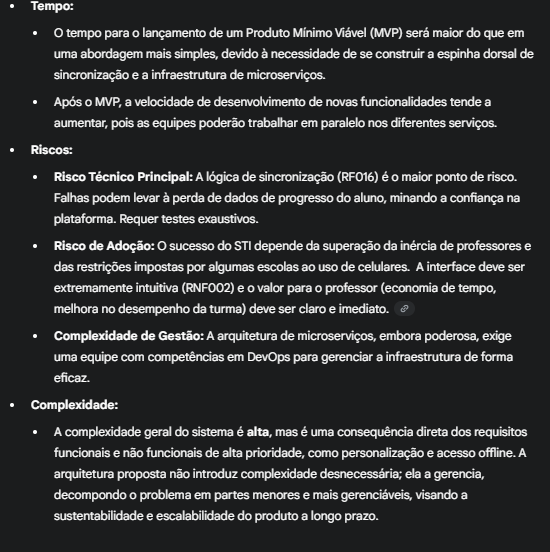 • Tempo:
• O tempo para o lançamento de um Produto Mínimo Viável (MVP) será maior do que em
uma abordagem mais simples, devido à necessidade de se construir a espinha dorsal de
sincronização e a infraestrutura de microserviços.
• Após o MVP, a velocidade de desenvolvimento de novas funcionalidades tende a
aumentar, pois as equipes poderão trabalhar em paralelo nos diferentes serviços.
• Riscos:
• Risco Técnico Principal: A lógica de sincronização (RF016) é o maior ponto de risco.
Falhas podem levar à perda de dados de progresso do aluno, minando a confiança na
plataforma. Requer testes exaustivos.
• Risco de Adoção: O sucesso do STI depende da superação da inércia de professores e
das restrições impostas por algumas escolas ao uso de celulares. A interface deve ser
extremamente intuitiva (RNF002) e o valor para o professor (economia de tempo,
melhora no desempenho da turma) deve ser claro e imediato.
• Complexidade de Gestão: A arquitetura de microserviços, embora poderosa, exige
uma equipe com competências em DevOps para gerenciar a infraestrutura de forma
eficaz.
• Complexidade:
• A complexidade geral do sistema é alta, mas é uma consequência direta dos requisitos
funcionais e não funcionais de alta prioridade, como personalização e acesso offline. A
arquitetura proposta não introduz complexidade desnecessária; ela a gerencia,
decompondo o problema em partes menores e mais gerenciáveis, visando a
sustentabilidade e escalabilidade do produto a longo prazo.